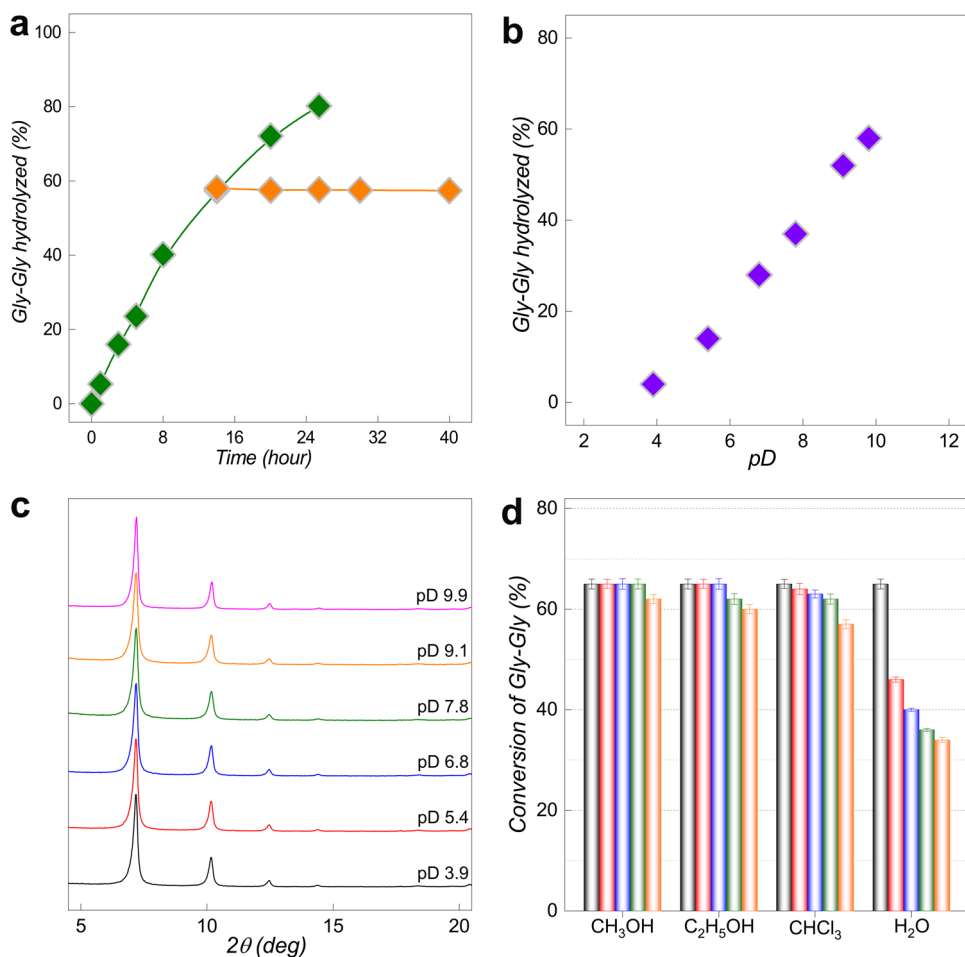 a
100
80
60
40
20
0
Gly-Gly hydrolyzed (%)
0 8 16 24 32 40
Time (hour)
b
80
60
40
20
0
Gly-Gly hydrolyzed (%)
2 4 6 8 10 12
pD
c
pD 9.9
pD 9.1
pD 7.8
pD 6.8
pD 5.4
pD 3.9
5 10 15 20
2θ (deg)
d
80
60
40
20
0
Conversion of Gly-Gly (%)
CH₃OH C₂H₅OH CHCl₃ H₂O